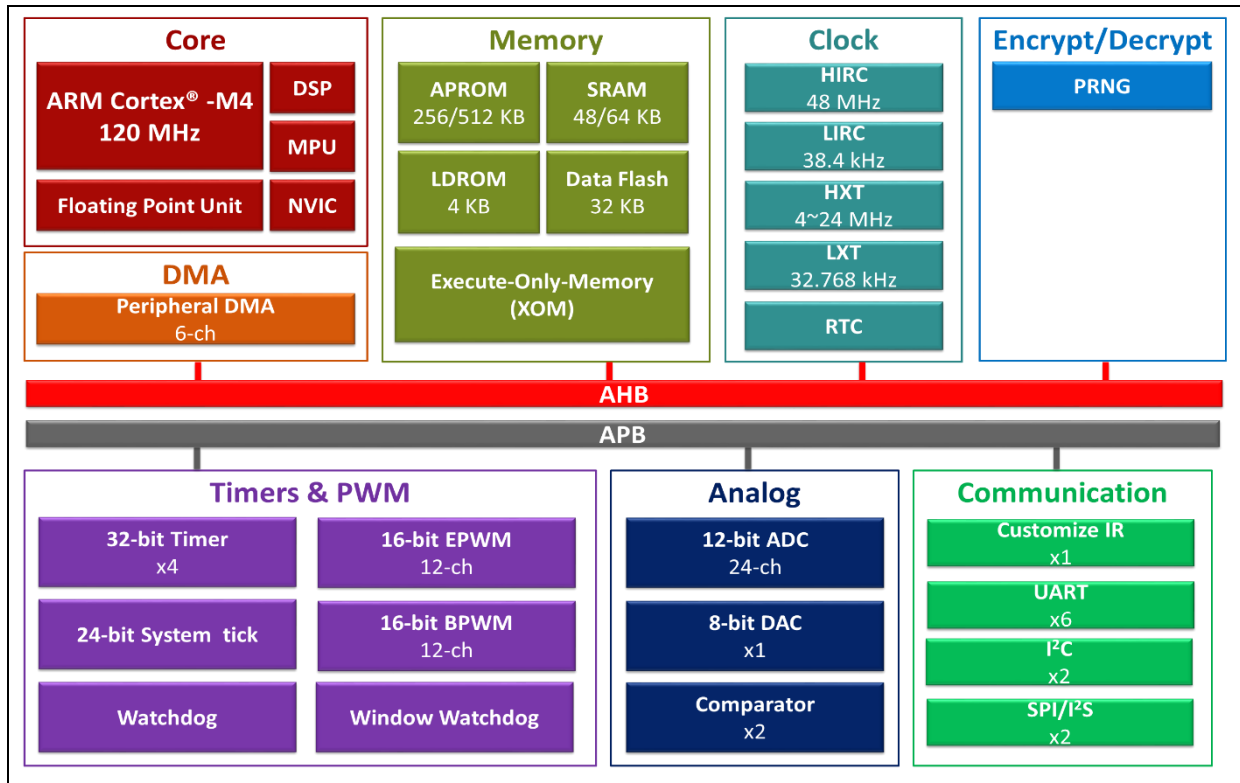 Core
ARM Cortex® -M4
120 MHz
DSP
MPU
Floating Point Unit
NVIC
DMA
Peripheral DMA
6-ch
Memory
APROM
256/512 KB
SRAM
48/64 KB
LDROM
4 KB
Data Flash
32 KB
Execute-Only-Memory
(XOM)
Clock
HIRC
48 MHz
LIRC
38.4 kHz
HXT
4~24 MHz
LXT
32.768 kHz
RTC
Encrypt/Decrypt
PRNG
AHB
APB
Timers & PWM
32-bit Timer
x4
16-bit EPWM
12-ch
24-bit System tick
16-bit BPWM
12-ch
Watchdog
Window Watchdog
Analog
12-bit ADC
24-ch
8-bit DAC
x1
Comparator
x2
Communication
Customize IR
x1
UART
x6
I²C
x2
SPI/I²S
x2